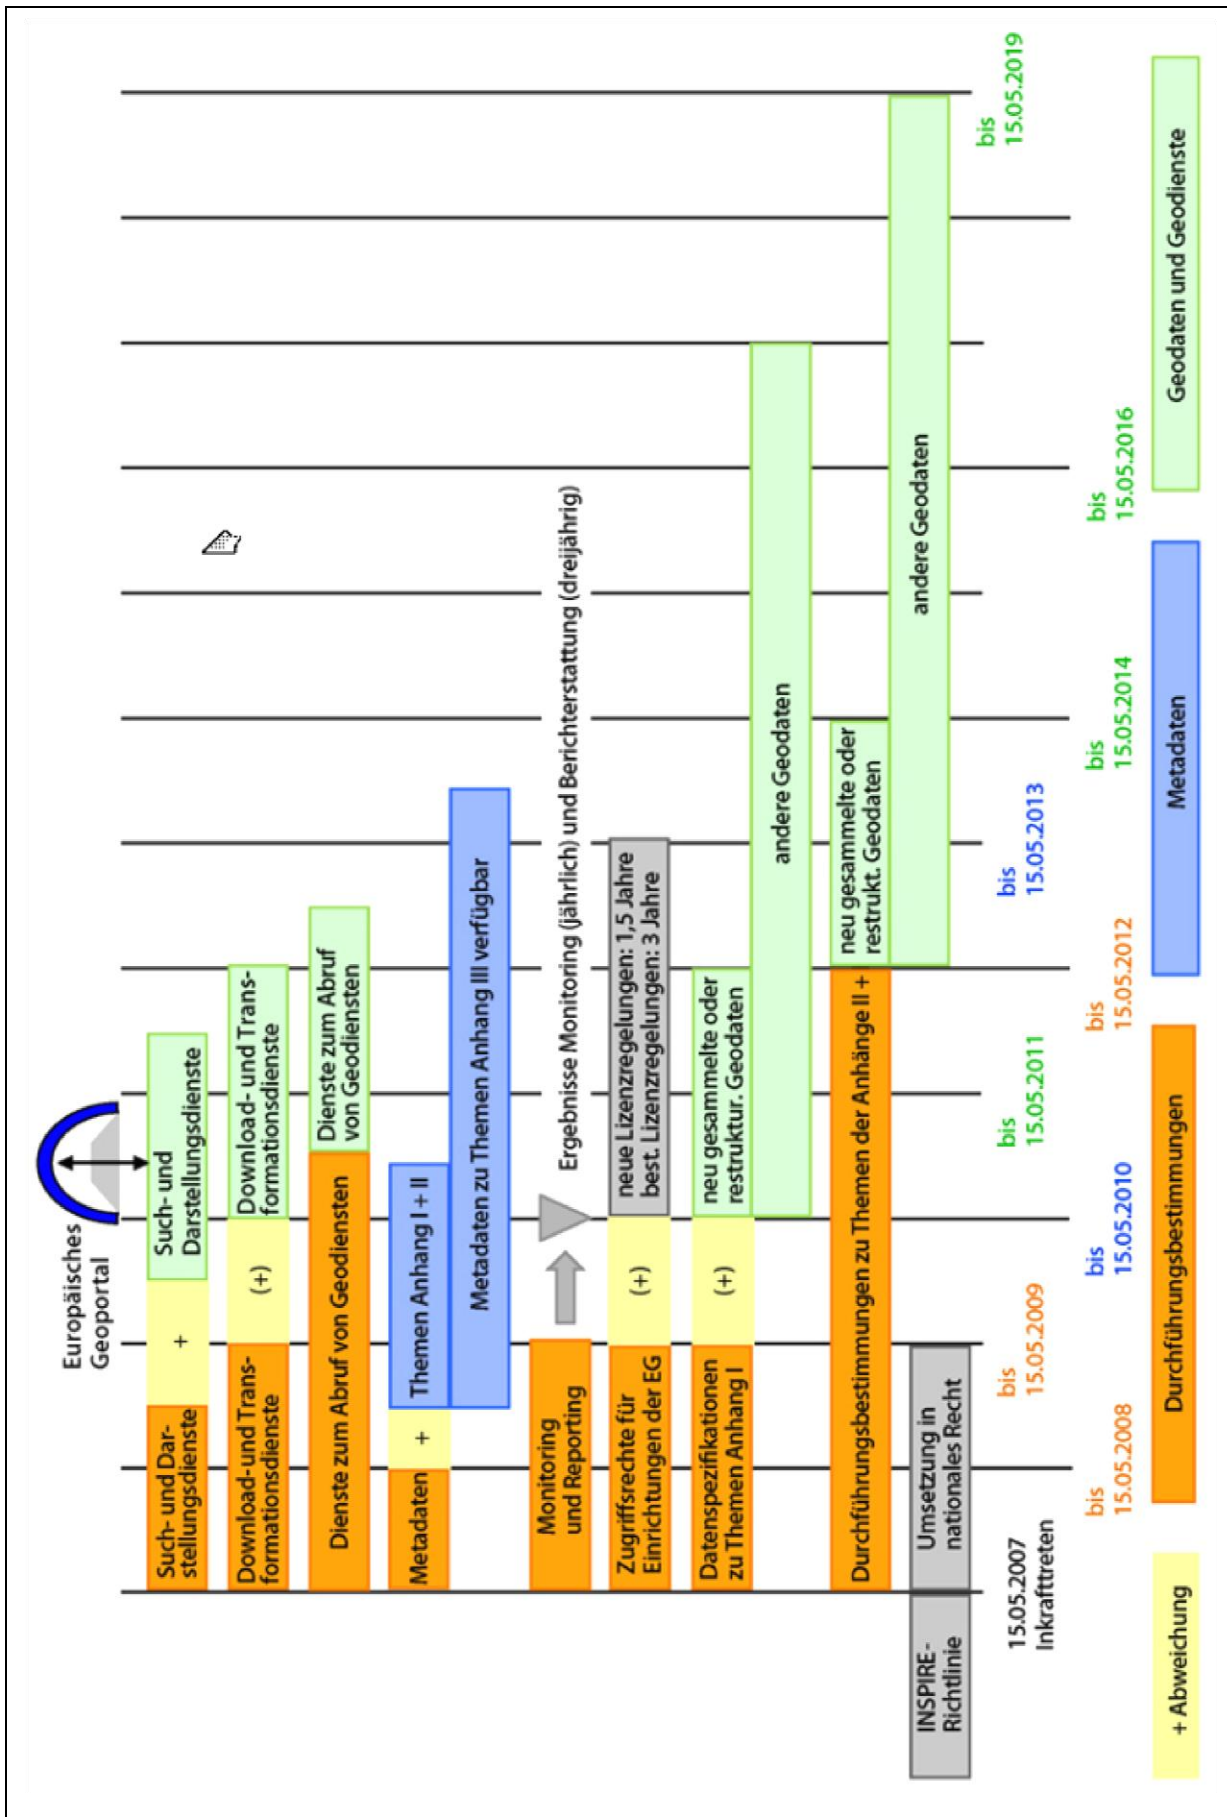 Europäisches
Geoportal
Such- und Dar-
stellungsdienste
+
Such- und
Darstellungsdienste
Download- und Trans-
formationsdienste
(+)
Download- und Trans-
formationsdienste
Dienste zum Abruf von Geodiensten
Dienste zum Abruf
von Geodiensten
Metadaten
+
Themen Anhang I + II
Metadaten zu Themen Anhang III verfügbar
Monitoring
und Reporting
Ergebnisse Monitoring (jährlich) und Berichterstattung (dreijährig)
Zugriffsrechte für
Einrichtungen der EG
(+)
neue Lizenzregelungen: 1,5 Jahre
best. Lizenzregelungen: 3 Jahre
Datenspezifikationen
zu Themen Anhang I
(+)
neu gesammelte oder
restruktur. Geodaten
andere Geodaten
Durchführungsbestimmungen zu Themen der Anhänge II +
neu gesammelte oder
restrukt. Geodaten
andere Geodaten
INSPIRE-
Richtlinie
Umsetzung in
nationales Recht
15.05.2007
Inkrafttreten
bis
15.05.2008
bis
15.05.2009
bis
15.05.2010
bis
15.05.2011
bis
15.05.2012
bis
15.05.2013
bis
15.05.2014
bis
15.05.2016
bis
15.05.2019
+ Abweichung
Durchführungsbestimmungen
Metadaten
Geodaten und Geodienste